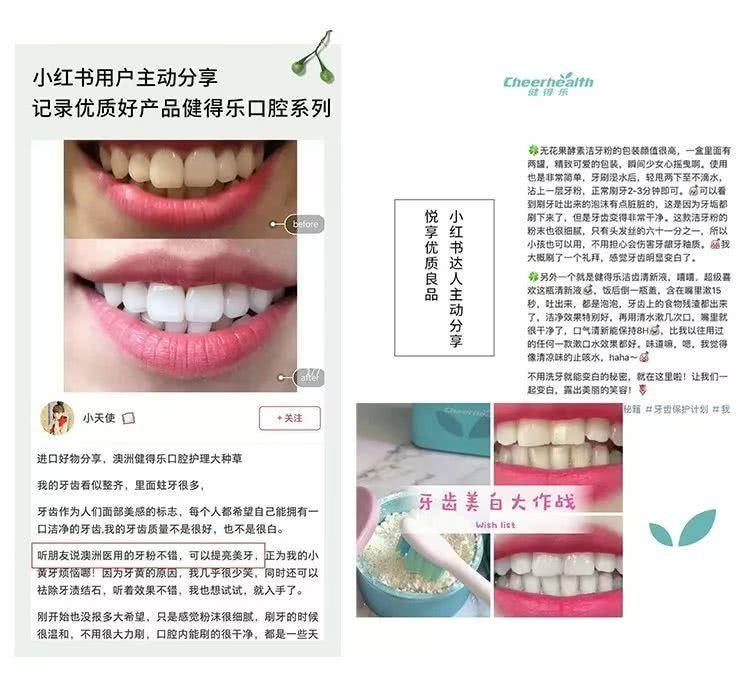 小红书用户主动分享
记录优质好产品健得乐口腔系列
before
after
小天使
+关注
进口好物分享，澳洲健得乐口腔护理大种草
我的牙齿看似整齐，里面蛀牙很多，
牙齿作为人们面部美感的标志，每个人都希望自己能拥有一
口洁净的牙齿,我的牙齿质量不是很好，也不是很白。
听朋友说澳洲医用的牙粉不错，可以提亮美牙，正为我的小
黄牙烦恼嘟！因为牙黄的原因，我几乎很少笑，同时还可以
祛除牙渍结石，听着效果不错，我也想试试，就入手了。
刚开始也没报多大希望，只是感觉粉末很细腻，刷牙的时候
很温和，不用很大力刷，口腔内能刷的很干净，都是一些天
Cheerhealth
健得乐
小红书达人主动分享
悦享优质良品
🍀无花果酵素洁牙粉的包装颜值很高，一盒里面有
两罐，精致可爱的包装，瞬间少女心摇曳啊。使用
也是非常简单，牙刷湿水后，轻甩两下至不滴水，
沾上一层牙粉，正常刷牙2-3分钟即可。可以看
到刷牙吐出来的泡沫有点脏脏的，这是因为牙垢都
刷下来了，但是牙齿变得非常干净。这款洁牙粉的
粉末也很细腻，只有头发丝的六十一分之一，所以
小孩也可以用，不用担心会伤害牙龈牙釉质。我
大概刷了一个礼拜，感觉牙齿明显变白了。
🍀另外一个就是健得乐洁齿清新液，嘻嘻，超级喜
欢这瓶清新液，饭后倒一瓶盖，含在嘴里漱15
秒，吐出来，都是泡泡，牙齿上的食物残渣都出来
了，洁净效果特别好，再用清水漱几次口，嘴里就
很干净了，口气清新能保持8H，比我以往用过
的任何一款漱口水效果都好。味道嘛，嗯，我觉得
像清凉味的止咳水，haha～
不用洗牙就能变白的秘密，就在这里啦！让我们一
起变白，露出美丽的笑容！🌷
秘籍 #牙齿保护计划 #我
Cheerhealth
牙齿美白大作战
Wish list